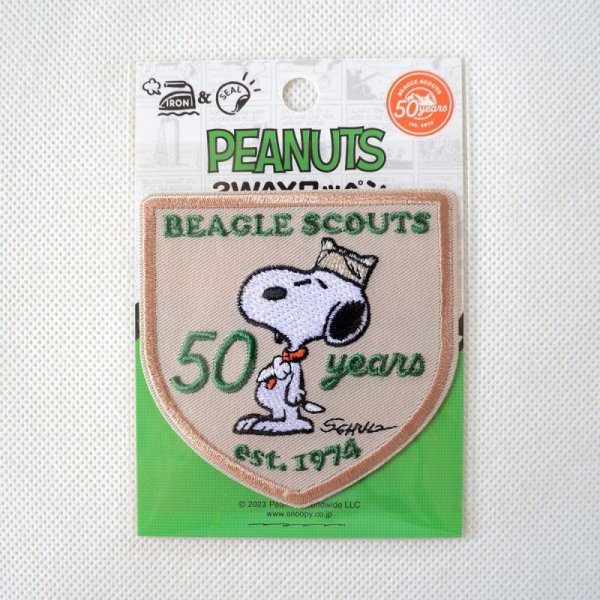 IRON & SEAL
BEAGLE SCOUTS
50 years
est. 1974
PEANUTS
2WAYワッペン
BEAGLE SCOUTS
50 years
SCHULZ
est. 1974
© 2023 Peanuts Worldwide LLC
www.snoopy.co.jp